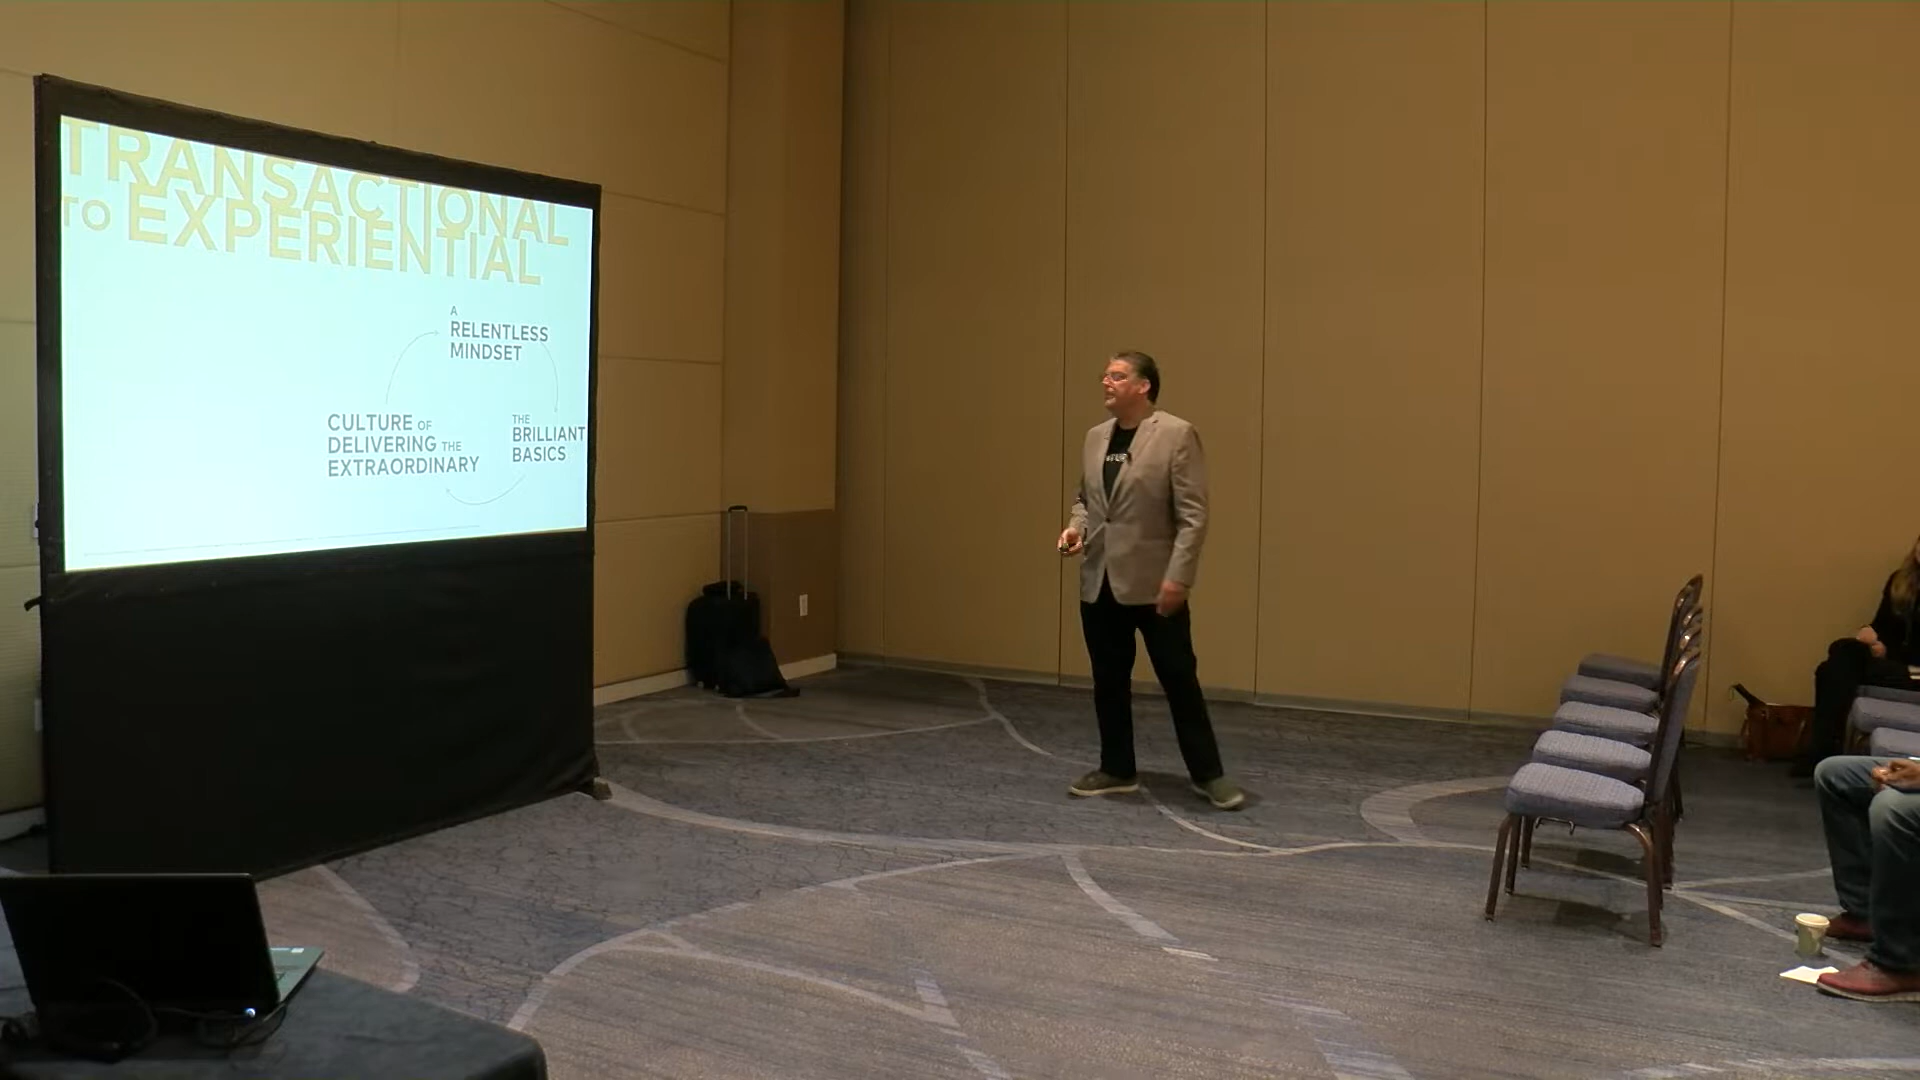 TRANSACTIONAL
TO EXPERIENTIAL
A
RELENTLESS
MINDSET
CULTURE OF
DELIVERING THE
EXTRAORDINARY
THE
BRILLIANT
BASICS